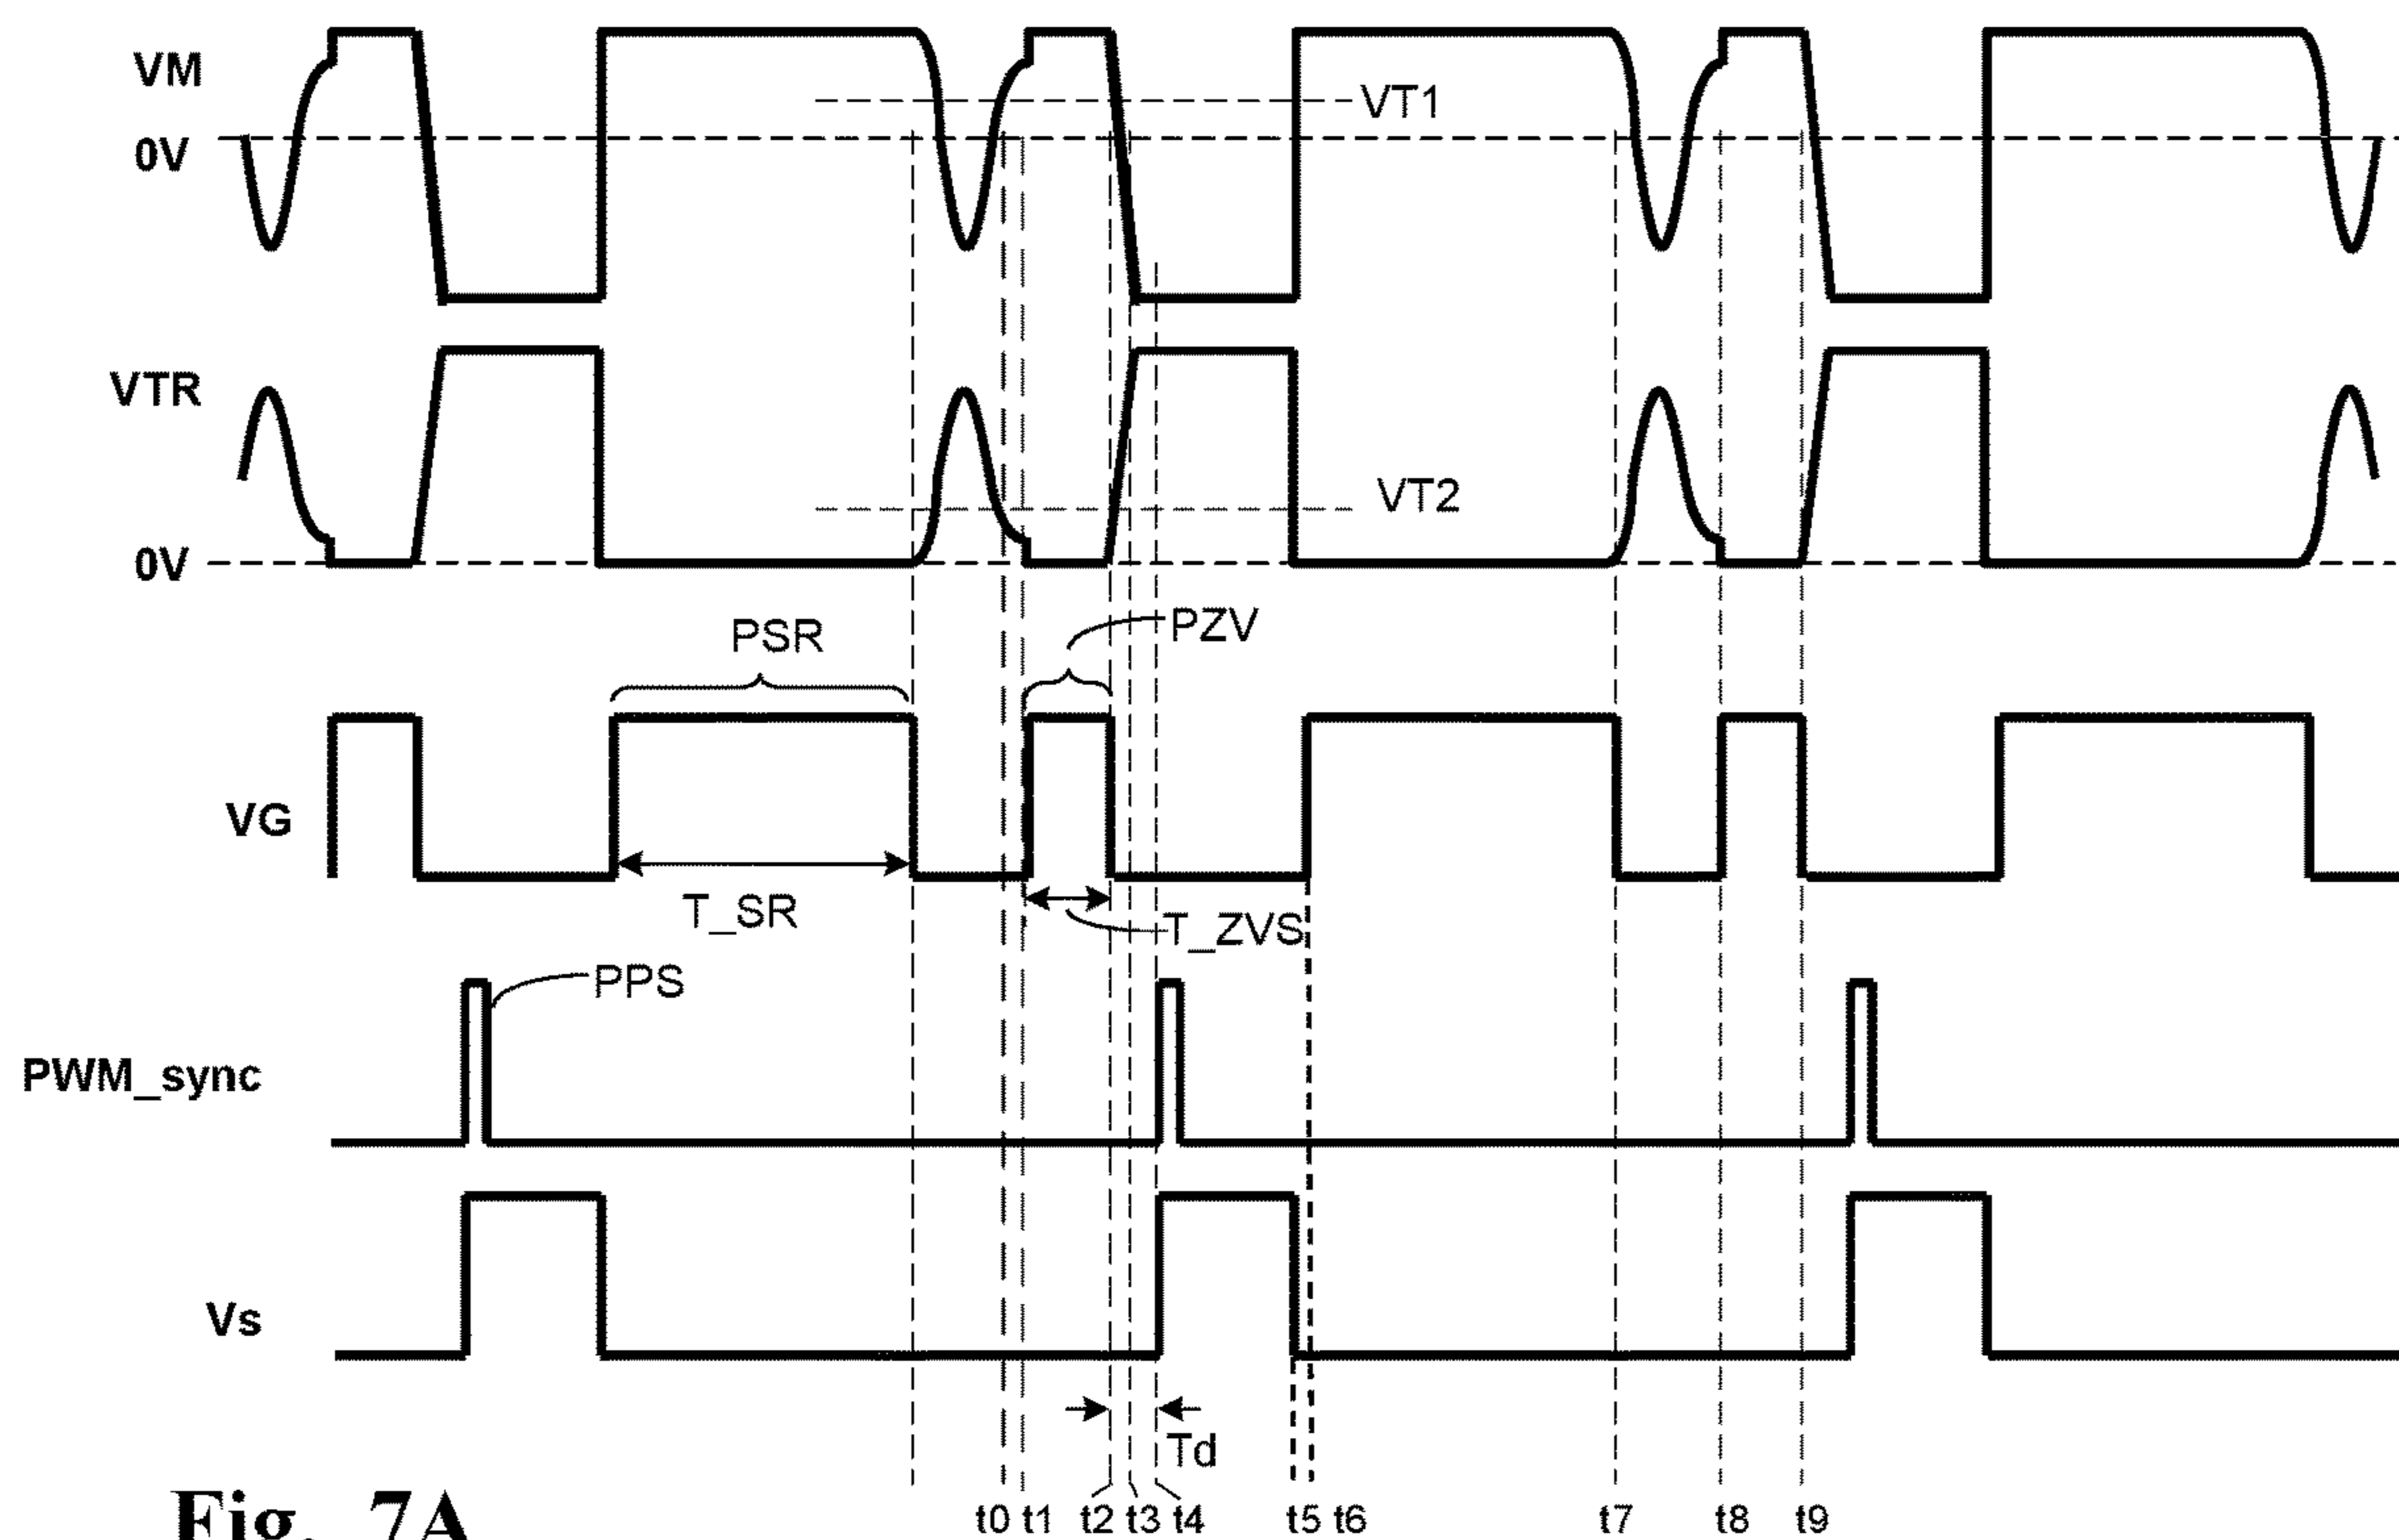 VM
VT1
0V
VTR
VT2
0V
PSR
PZV
VG
T_SR
T_ZVS
PPS
PWM_sync
Vs
Td
t0 t1 t2 t3 t4 t5 t6 t7 t8 t9
Fig. 7A